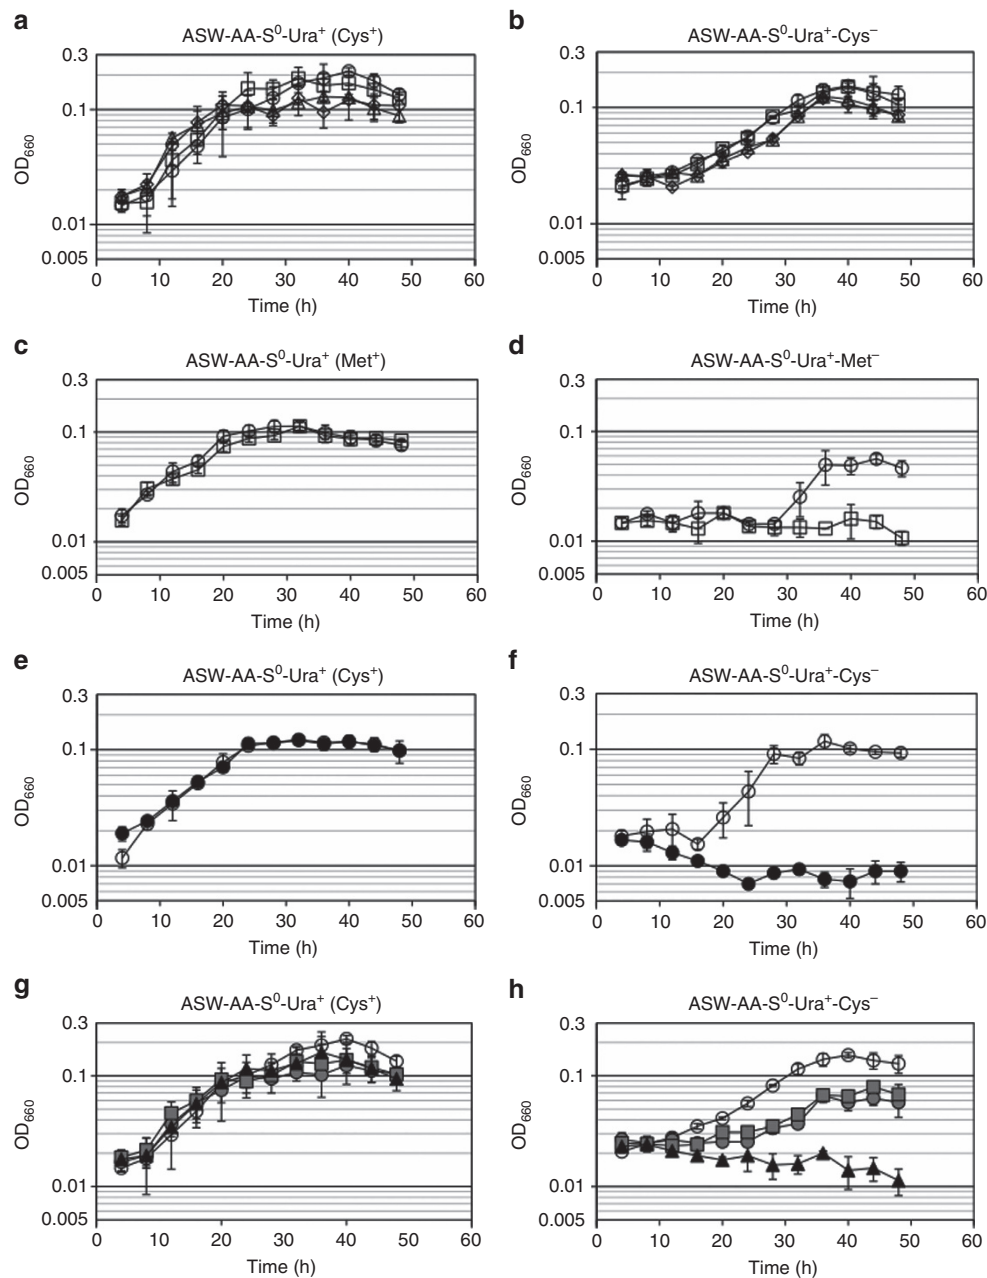 a
ASW-AA-S⁰-Ura⁺ (Cys⁺)
0.3
0.1
0.01
0.005
OD₆₆₀
0 10 20 30 40 50 60
Time (h)
b
ASW-AA-S⁰-Ura⁺-Cys⁻
0.3
0.1
0.01
0.005
OD₆₆₀
0 10 20 30 40 50 60
Time (h)
c
ASW-AA-S⁰-Ura⁺ (Met⁺)
0.3
0.1
0.01
0.005
OD₆₆₀
0 10 20 30 40 50 60
Time (h)
d
ASW-AA-S⁰-Ura⁺-Met⁻
0.3
0.1
0.01
0.005
OD₆₆₀
0 10 20 30 40 50 60
Time (h)
e
ASW-AA-S⁰-Ura⁺ (Cys⁺)
0.3
0.1
0.01
0.005
OD₆₆₀
0 10 20 30 40 50 60
Time (h)
f
ASW-AA-S⁰-Ura⁺-Cys⁻
0.3
0.1
0.01
0.005
OD₆₆₀
0 10 20 30 40 50 60
Time (h)
g
ASW-AA-S⁰-Ura⁺ (Cys⁺)
0.3
0.1
0.01
0.005
OD₆₆₀
0 10 20 30 40 50 60
Time (h)
h
ASW-AA-S⁰-Ura⁺-Cys⁻
0.3
0.1
0.01
0.005
OD₆₆₀
0 10 20 30 40 50 60
Time (h)